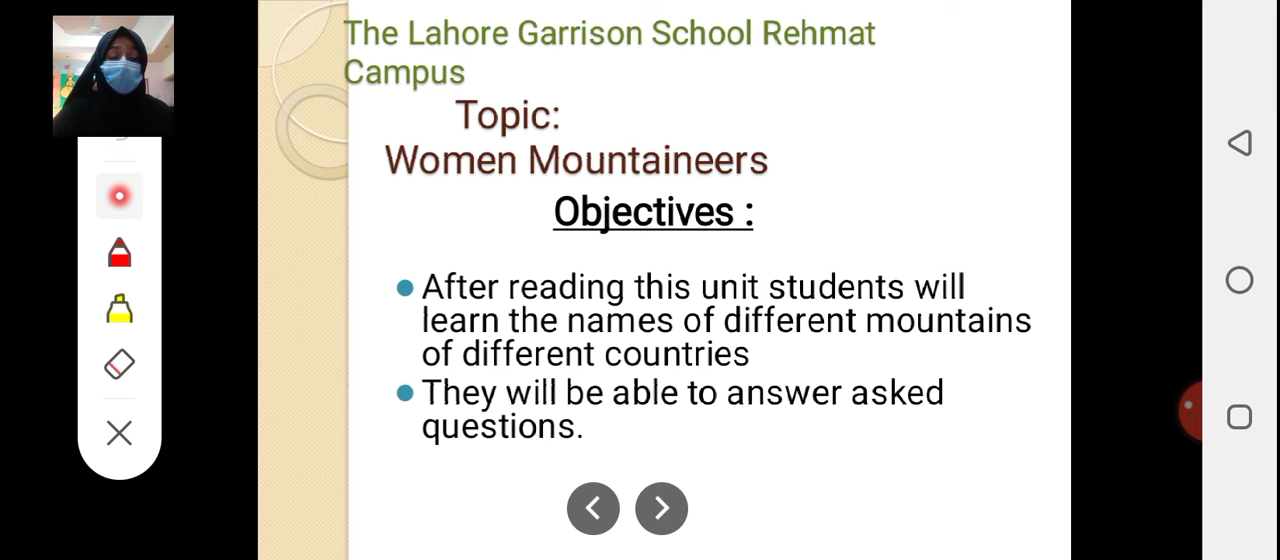 The Lahore Garrison School Rehmat
Campus
Topic:
Women Mountaineers
Objectives :
After reading this unit students will
learn the names of different mountains
of different countries
They will be able to answer asked
questions.